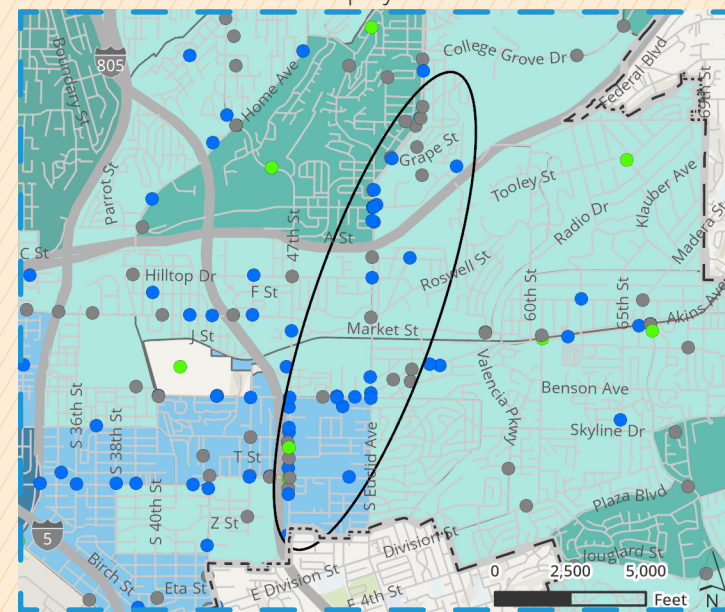 College Grove Dr
Boundary St
805
Home Ave
Federal Blvd
69th St
Grape St
Parrot St
Tooley St
Klauber Ave
Radio Dr
Madera St
47th St
A St
C St
Hilltop Dr
F St
Roswell St
60th St
65th St
Akins Ave
J St
Market St
Valencia Pkwy
Benson Ave
S 36th St
S 38th St
Skyline Dr
S Euclid Ave
T St
S 40th St
Plaza Blvd
Z St
5
Division St
Jouglard St
Birch St
Eta St
E Division St
E 4th St
0 2,500 5,000
Feet
N